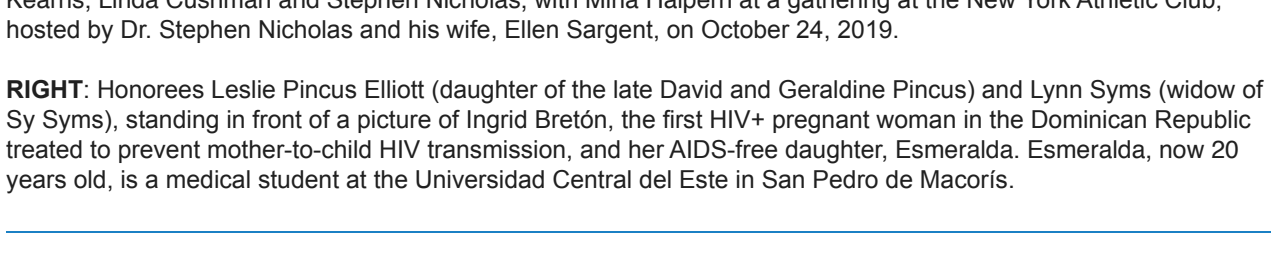 Kearns, Linda Cushman and Stephen Nicholas, with Mina Halpern at a gathering at the New York Athletic Club,
hosted by Dr. Stephen Nicholas and his wife, Ellen Sargent, on October 24, 2019.
RIGHT: Honorees Leslie Pincus Elliott (daughter of the late David and Geraldine Pincus) and Lynn Syms (widow of
Sy Syms), standing in front of a picture of Ingrid Bretón, the first HIV+ pregnant woman in the Dominican Republic
treated to prevent mother-to-child HIV transmission, and her AIDS-free daughter, Esmeralda. Esmeralda, now 20
years old, is a medical student at the Universidad Central del Este in San Pedro de Macorís.